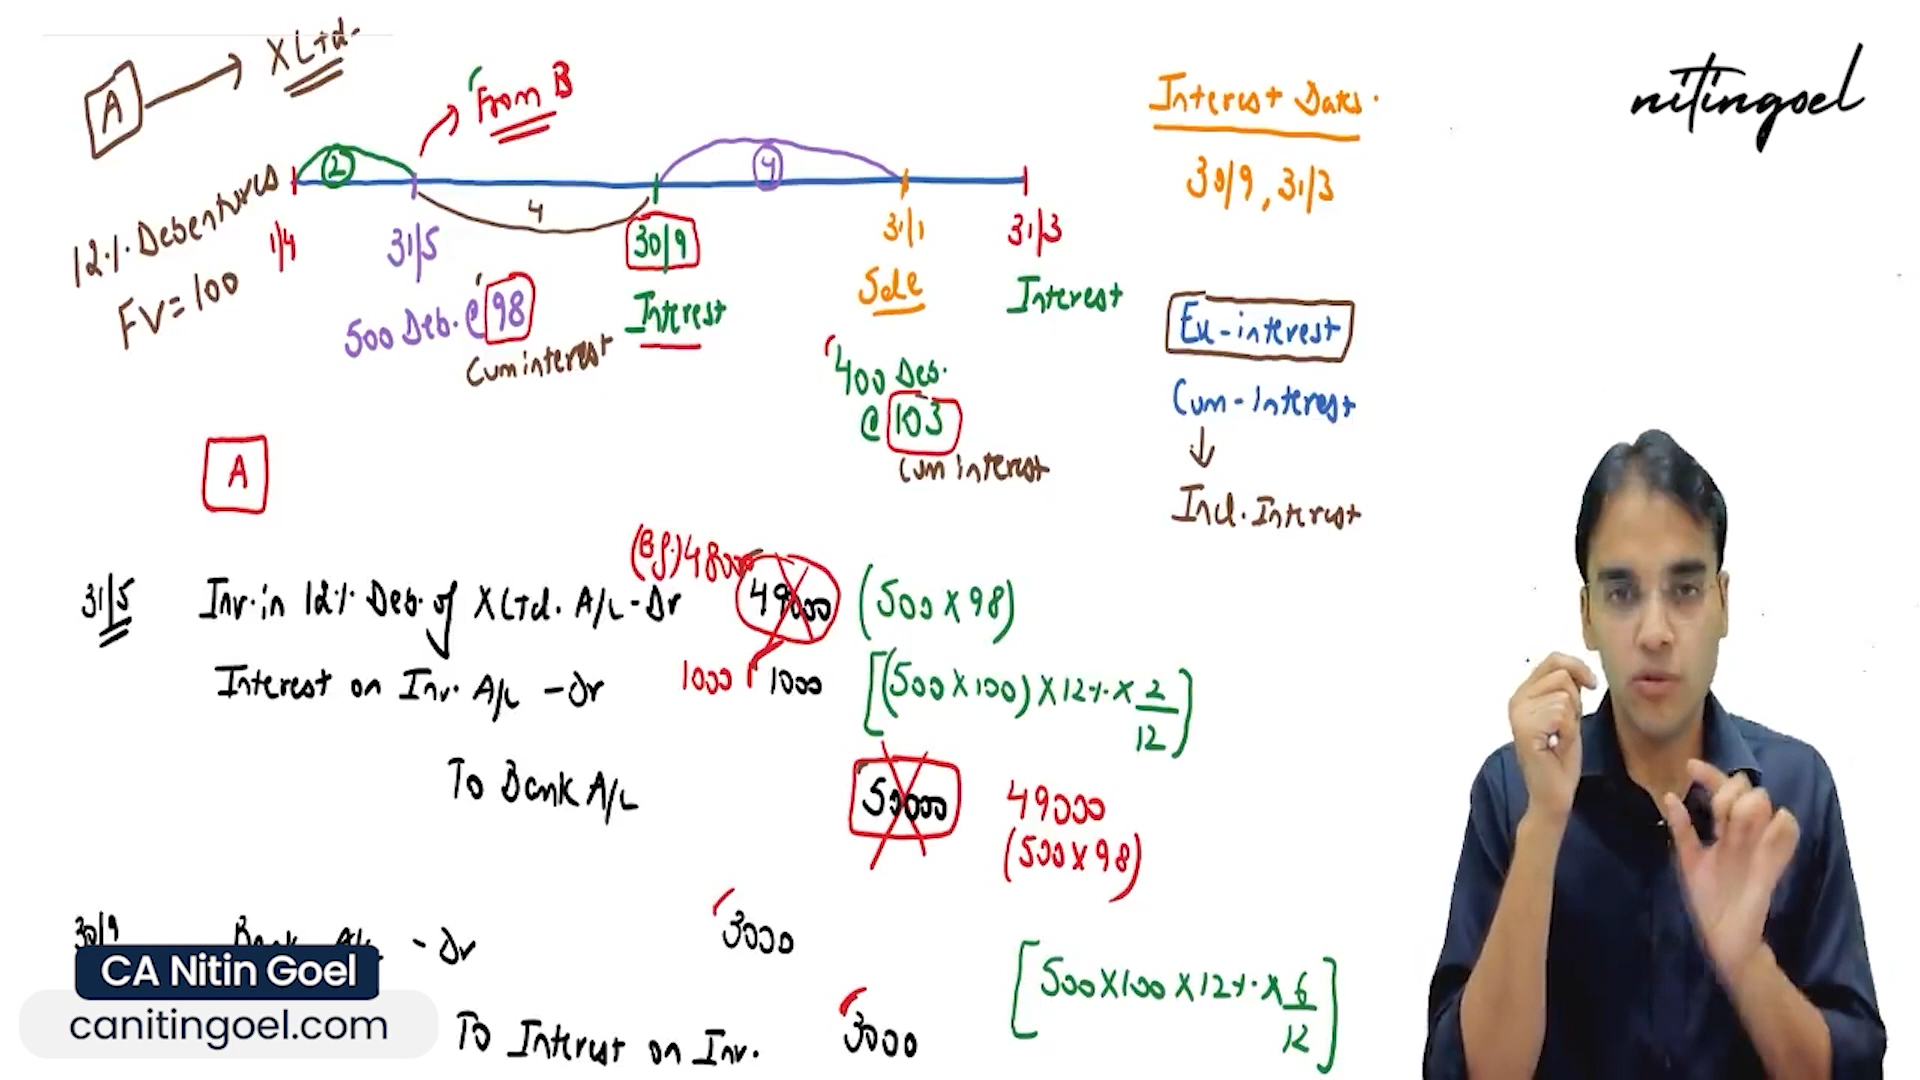 A → X Ltd.
From B
Interest Dates.
nitingoel
30/9, 31/3
2
4
4
12% Debentures
FV=100
1/4
31/5
30/9
31/1
31/3
500 Deb. @ 98
Cum interest
Interest
Sale
Interest
400 Deb.
@ 103
Cum interest
Ex-interest
Cum-Interest
↓
Incl. Interest
A
(Bf.) 48000
31/5 Inv. in 12% Deb. of X Ltd. A/c - Dr 49000 (500 X 98)
Interest on Inv. A/c - Dr 1000 1000 [(500 X 100) X 12% X 2/12]
To Bank A/c 50000 49000
(500 X 98)
30/9 Bank A/c - Dr 3000
[500 X 100 X 12% X 6/12]
To Interest on Inv. 3000
CA Nitin Goel
canitingoel.com